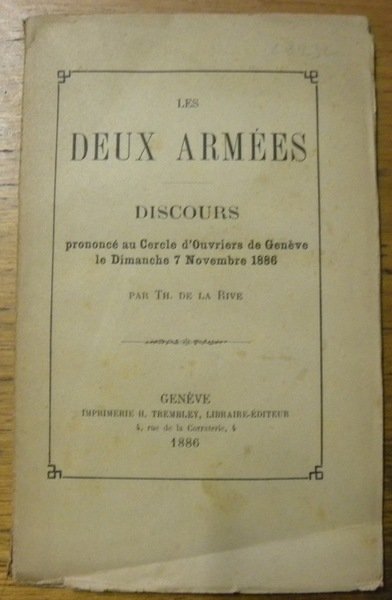 LES
DEUX ARMÉES
DISCOURS
prononcé au Cercle d'Ouvriers de Genève
le Dimanche 7 Novembre 1886
PAR TH. DE LA RIVE
GENÈVE
IMPRIMERIE H. TREMBLEY, LIBRAIRE-ÉDITEUR
4, rue de la Corraterie, 4
1886